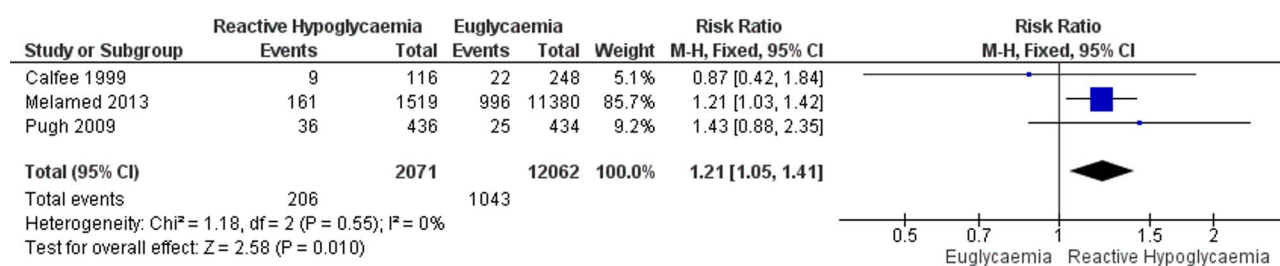 Reactive Hypoglycaemia Euglycaemia Risk Ratio Risk Ratio
Study or Subgroup Events Total Events Total Weight M-H, Fixed, 95% CI M-H, Fixed, 95% CI
Calfee 1999 9 116 22 248 5.1% 0.87 [0.42, 1.84]
Melamed 2013 161 1519 996 11380 85.7% 1.21 [1.03, 1.42]
Pugh 2009 36 436 25 434 9.2% 1.43 [0.88, 2.35]
Total (95% CI) 2071 12062 100.0% 1.21 [1.05, 1.41]
Total events 206 1043
Heterogeneity: Chi² = 1.18, df = 2 (P = 0.55); I² = 0%
Test for overall effect: Z = 2.58 (P = 0.010)
0.5 0.7 1 1.5 2
Euglycaemia Reactive Hypoglycaemia